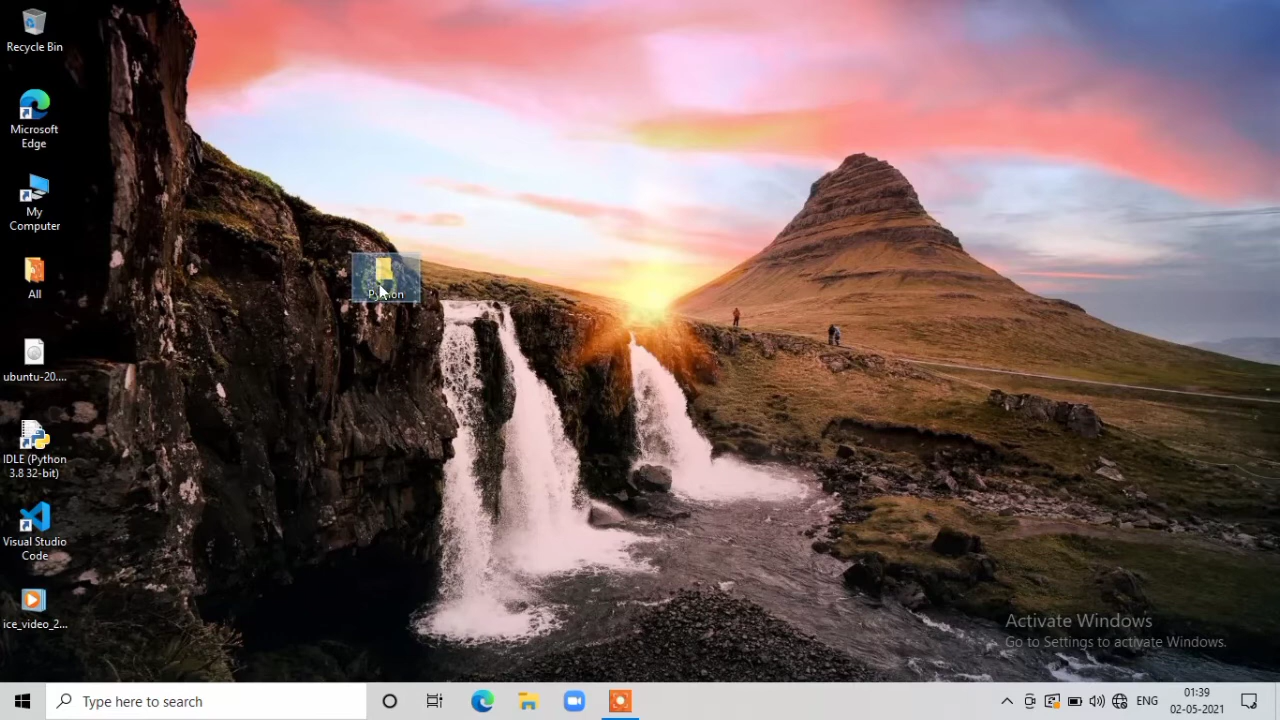 Recycle Bin
Microsoft
Edge
My
Computer
All
ubuntu-20....
IDLE (Python
3.8 32-bit)
Visual Studio
Code
ice_video_2...
Python
Activate Windows
Go to Settings to activate Windows.
Type here to search
ENG
01:39
02-05-2021